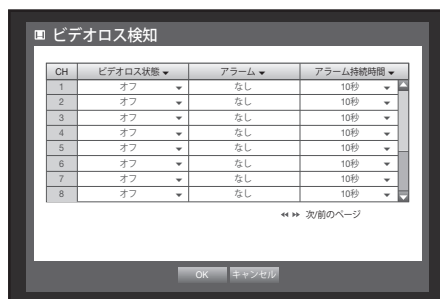 ビデオロス検知
CH ビデオロス状態 アラーム アラーム持続時間
1 オフ なし 10秒
2 オフ なし 10秒
3 オフ なし 10秒
4 オフ なし 10秒
5 オフ なし 10秒
6 オフ なし 10秒
7 オフ なし 10秒
8 オフ なし 10秒
次/前のページ
OK キャンセル